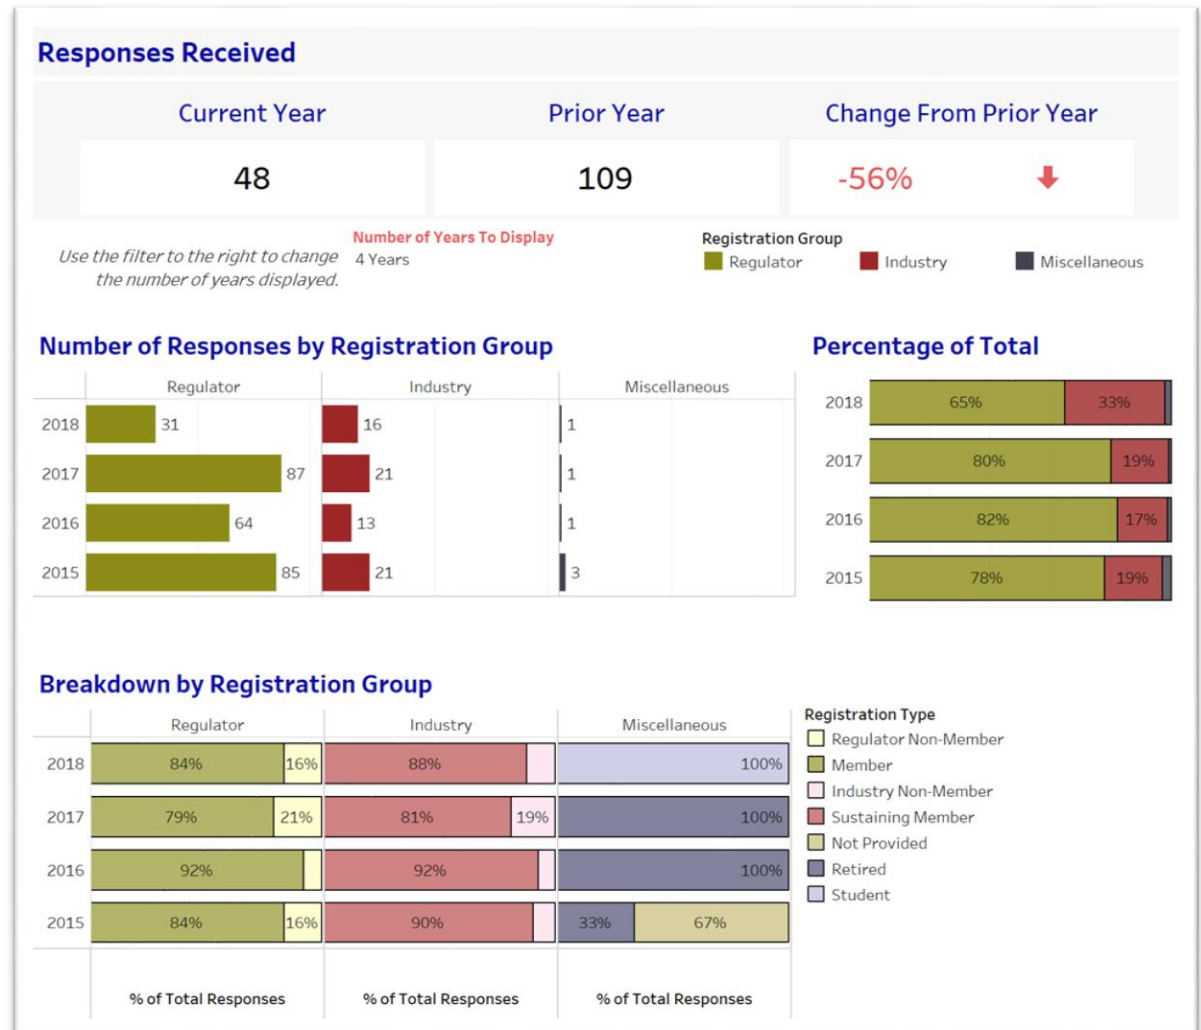 Responses Received
Current Year
Prior Year
Change From Prior Year
48
109
-56%
Use the filter to the right to change
the number of years displayed.
Number of Years To Display
4 Years
Registration Group
Regulator
Industry
Miscellaneous
Number of Responses by Registration Group
Regulator Industry Miscellaneous
2018 31 16 1
2017 87 21 1
2016 64 13 1
2015 85 21 3
Percentage of Total
2018 65% 33%
2017 80% 19%
2016 82% 17%
2015 78% 19%
Breakdown by Registration Group
Regulator Industry Miscellaneous
2018 84% 16% 88% 100%
2017 79% 21% 81% 19% 100%
2016 92% 92% 100%
2015 84% 16% 90% 33% 67%
% of Total Responses % of Total Responses % of Total Responses
Registration Type
Regulator Non-Member
Member
Industry Non-Member
Sustaining Member
Not Provided
Retired
Student